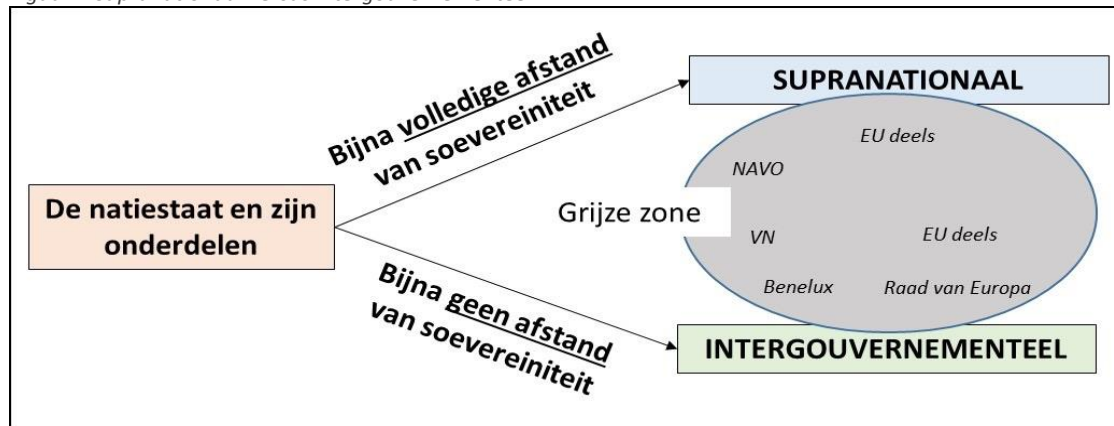 Bijna volledige afstand
van soevereiniteit
SUPRANATIONAAL
EU deels
NAVO
De natiestaat en zijn
onderdelen
Grijze zone
VN
EU deels
Benelux
Raad van Europa
Bijna geen afstand
van soevereiniteit
INTERGOUVERNEMENTEEL